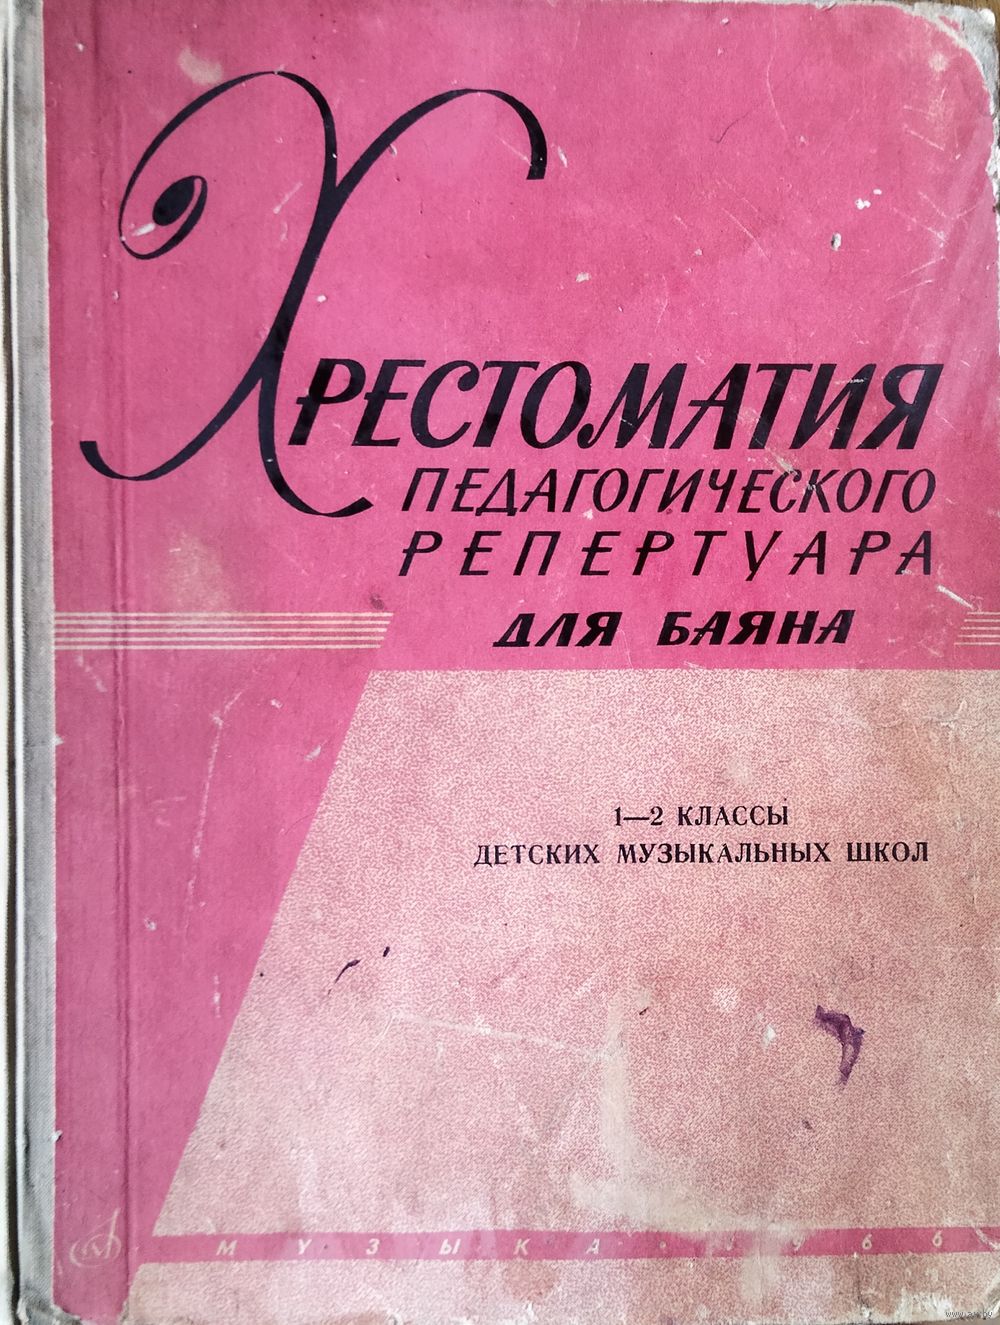 ХРЕСТОМАТИЯ
ПЕДАГОГИЧЕСКОГО
РЕПЕРТУАРА
ДЛЯ БАЯНА
1—2 КЛАССЫ
ДЕТСКИХ МУЗЫКАЛЬНЫХ ШКОЛ
МУЗЫКА • 1966